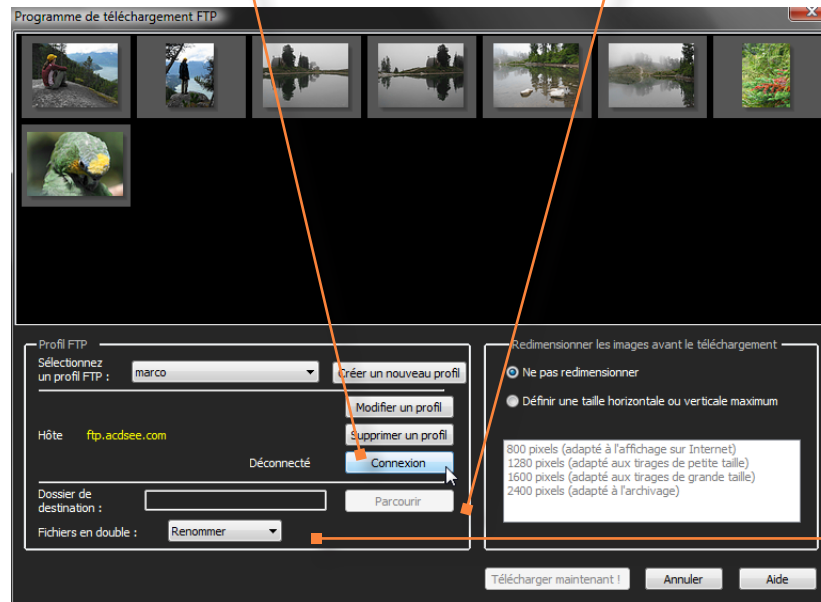 Programme de téléchargement FTP
Profil FTP
Sélectionnez
un profil FTP :
marco
Créer un nouveau profil
Modifier un profil
Hôte
ftp.acdsee.com
Supprimer un profil
Déconnecté
Connexion
Dossier de
destination :
Parcourir
Fichiers en double :
Renommer
Redimensionner les images avant le téléchargement
Ne pas redimensionner
Définir une taille horizontale ou verticale maximum
800 pixels (adapté à l'affichage sur Internet)
1280 pixels (adapté aux tirages de petite taille)
1600 pixels (adapté aux tirages de grande taille)
2400 pixels (adapté à l'archivage)
Télécharger maintenant !
Annuler
Aide